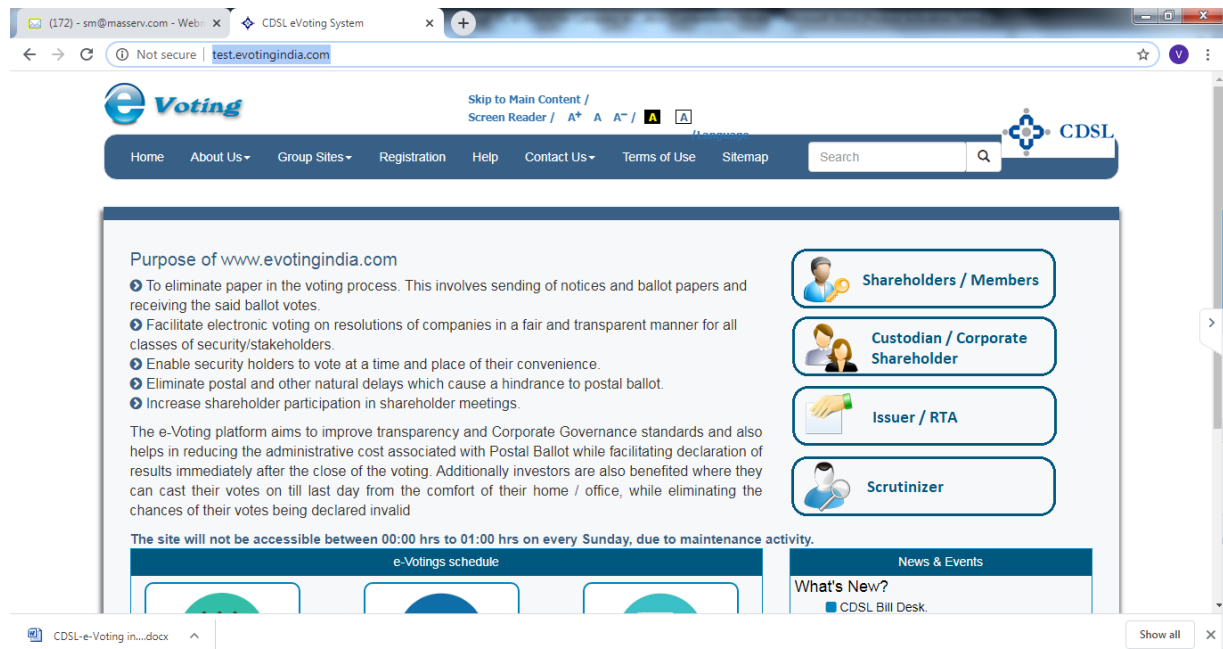 (172) - sm@masserv.com - Web
CDSL eVoting System
Not secure | test.evotingindia.com
V
e Voting
Skip to Main Content /
Screen Reader / A+ A A- / A A
/Language
CDSL
Home About Us Group Sites Registration Help Contact Us Terms of Use Sitemap Search
Purpose of www.evotingindia.com
To eliminate paper in the voting process. This involves sending of notices and ballot papers and
receiving the said ballot votes.
Facilitate electronic voting on resolutions of companies in a fair and transparent manner for all
classes of security/stakeholders.
Enable security holders to vote at a time and place of their convenience.
Eliminate postal and other natural delays which cause a hindrance to postal ballot.
Increase shareholder participation in shareholder meetings.
The e-Voting platform aims to improve transparency and Corporate Governance standards and also
helps in reducing the administrative cost associated with Postal Ballot while facilitating declaration of
results immediately after the close of the voting. Additionally investors are also benefited where they
can cast their votes on till last day from the comfort of their home / office, while eliminating the
chances of their votes being declared invalid
Shareholders / Members
Custodian / Corporate
Shareholder
Issuer / RTA
Scrutinizer
The site will not be accessible between 00:00 hrs to 01:00 hrs on every Sunday, due to maintenance activity.
e-Votings schedule
News & Events
What's New?
CDSL Bill Desk.
CDSL-e-Voting in....docx
Show all